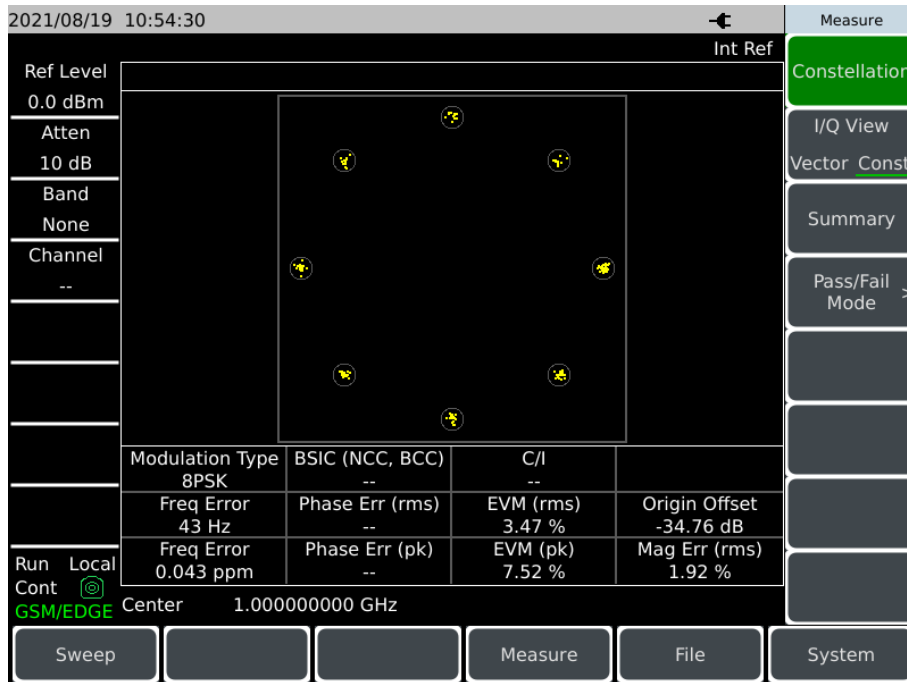 2021/08/19 10:54:30
Measure
Int Ref
Ref Level
0.0 dBm
Atten
10 dB
Band
None
Channel
--
Constellation
I/Q View
Vector Const
Summary
Pass/Fail >
Mode
Modulation Type BSIC (NCC, BCC) C/I
8PSK -- --
Freq Error Phase Err (rms) EVM (rms) Origin Offset
43 Hz -- 3.47 % -34.76 dB
Freq Error Phase Err (pk) EVM (pk) Mag Err (rms)
0.043 ppm -- 7.52 % 1.92 %
Run Local
Cont
GSM/EDGE
Center 1.000000000 GHz
Sweep Measure File System